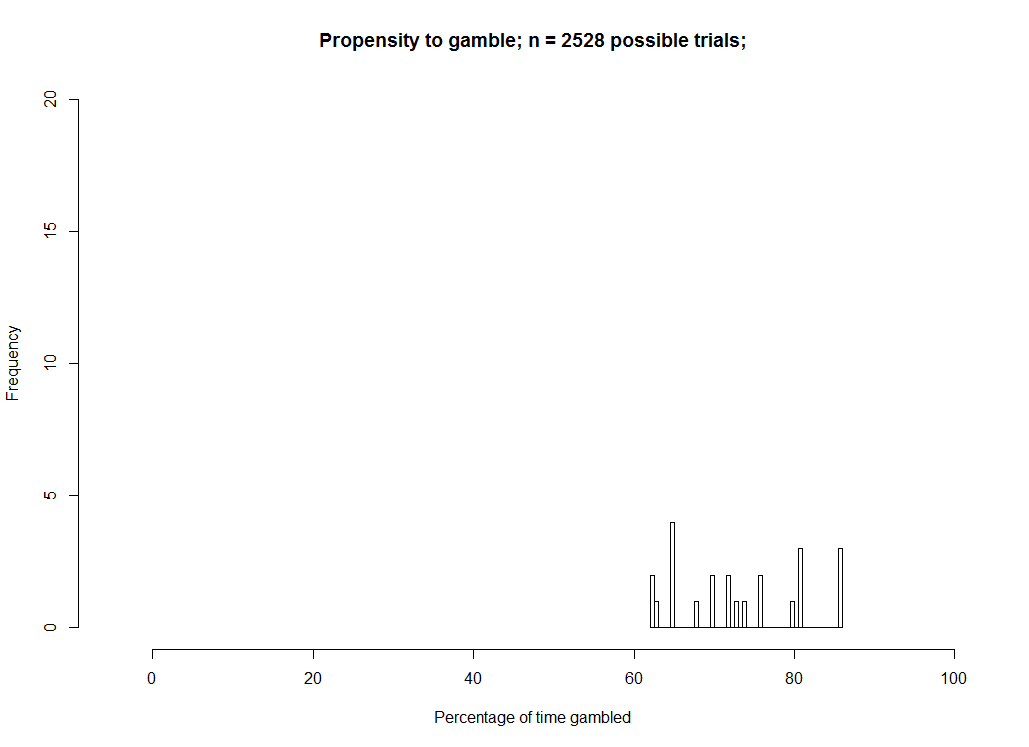 Propensity to gamble; n = 2528 possible trials;
20
15
10
5
0
Frequency
0 20 40 60 80 100
Percentage of time gambled